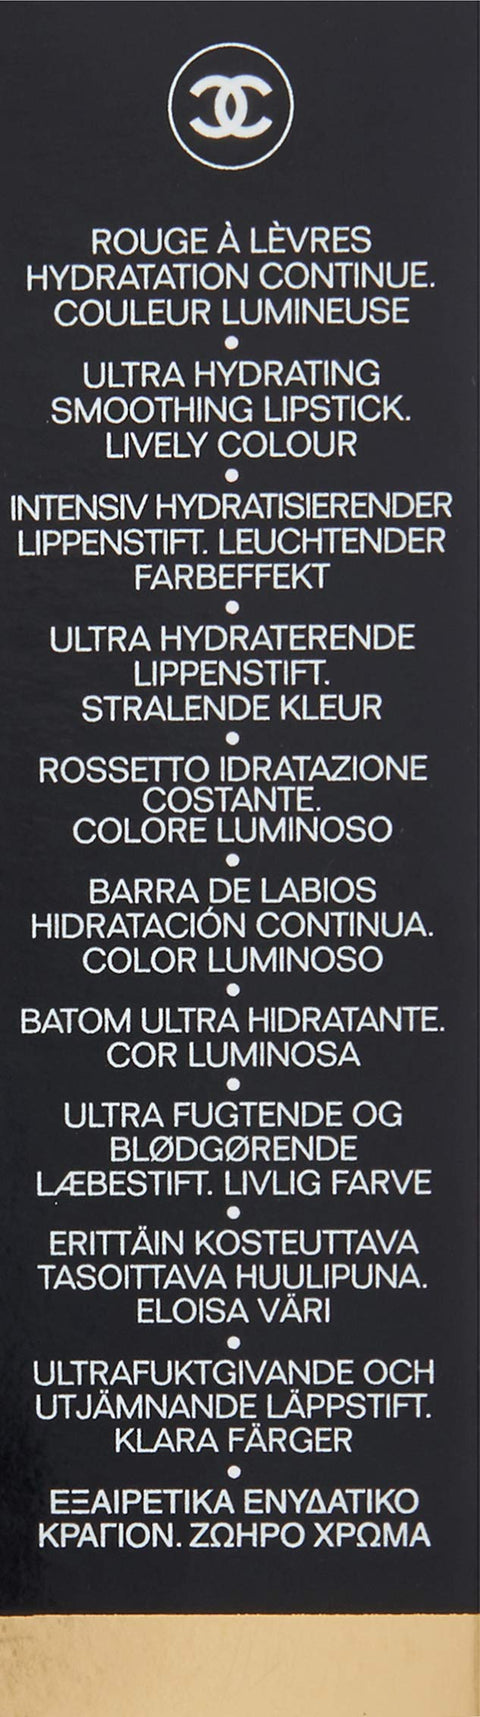 ROUGE À LÈVRES
HYDRATATION CONTINUE.
COULEUR LUMINEUSE
•
ULTRA HYDRATING
SMOOTHING LIPSTICK.
LIVELY COLOUR
•
INTENSIV HYDRATISIERENDER
LIPPENSTIFT. LEUCHTENDER
FARBEFFEKT
•
ULTRA HYDRATERENDE
LIPPENSTIFT.
STRALENDE KLEUR
•
ROSSETTO IDRATAZIONE
COSTANTE.
COLORE LUMINOSO
•
BARRA DE LABIOS
HIDRATACIÓN CONTINUA.
COLOR LUMINOSO
•
BATOM ULTRA HIDRATANTE.
COR LUMINOSA
•
ULTRA FUGTENDE OG
BLØDGØRENDE
LÆBESTIFT. LIVLIG FARVE
•
ERITTÄIN KOSTEUTTAVA
TASOITTAVA HUULIPUNA.
ELOISA VÄRI
•
ULTRAFUKTGIVANDE OCH
UTJÄMNANDE LÄPPSTIFT.
KLARA FÄRGER
•
ΕΞΑΙΡΕΤΙΚΑ ΕΝΥΔΑΤΙΚΟ
ΚΡΑΓΙΟΝ. ΖΩΗΡΟ ΧΡΩΜΑ